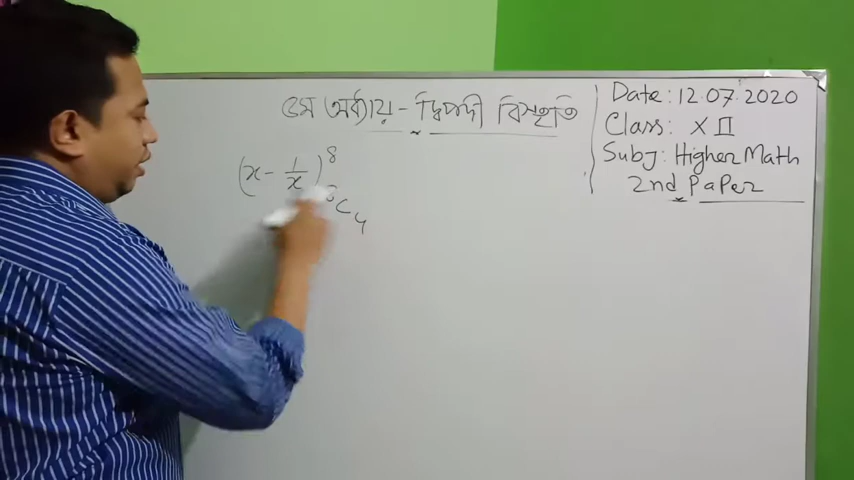 ৫ম অধ্যায় - দ্বিপদী বিস্তৃতি
Date: 12.07.2020
Class: XII
Subj: Higher Math
2nd Paper
(x - 1/x)⁸
⁸C₄